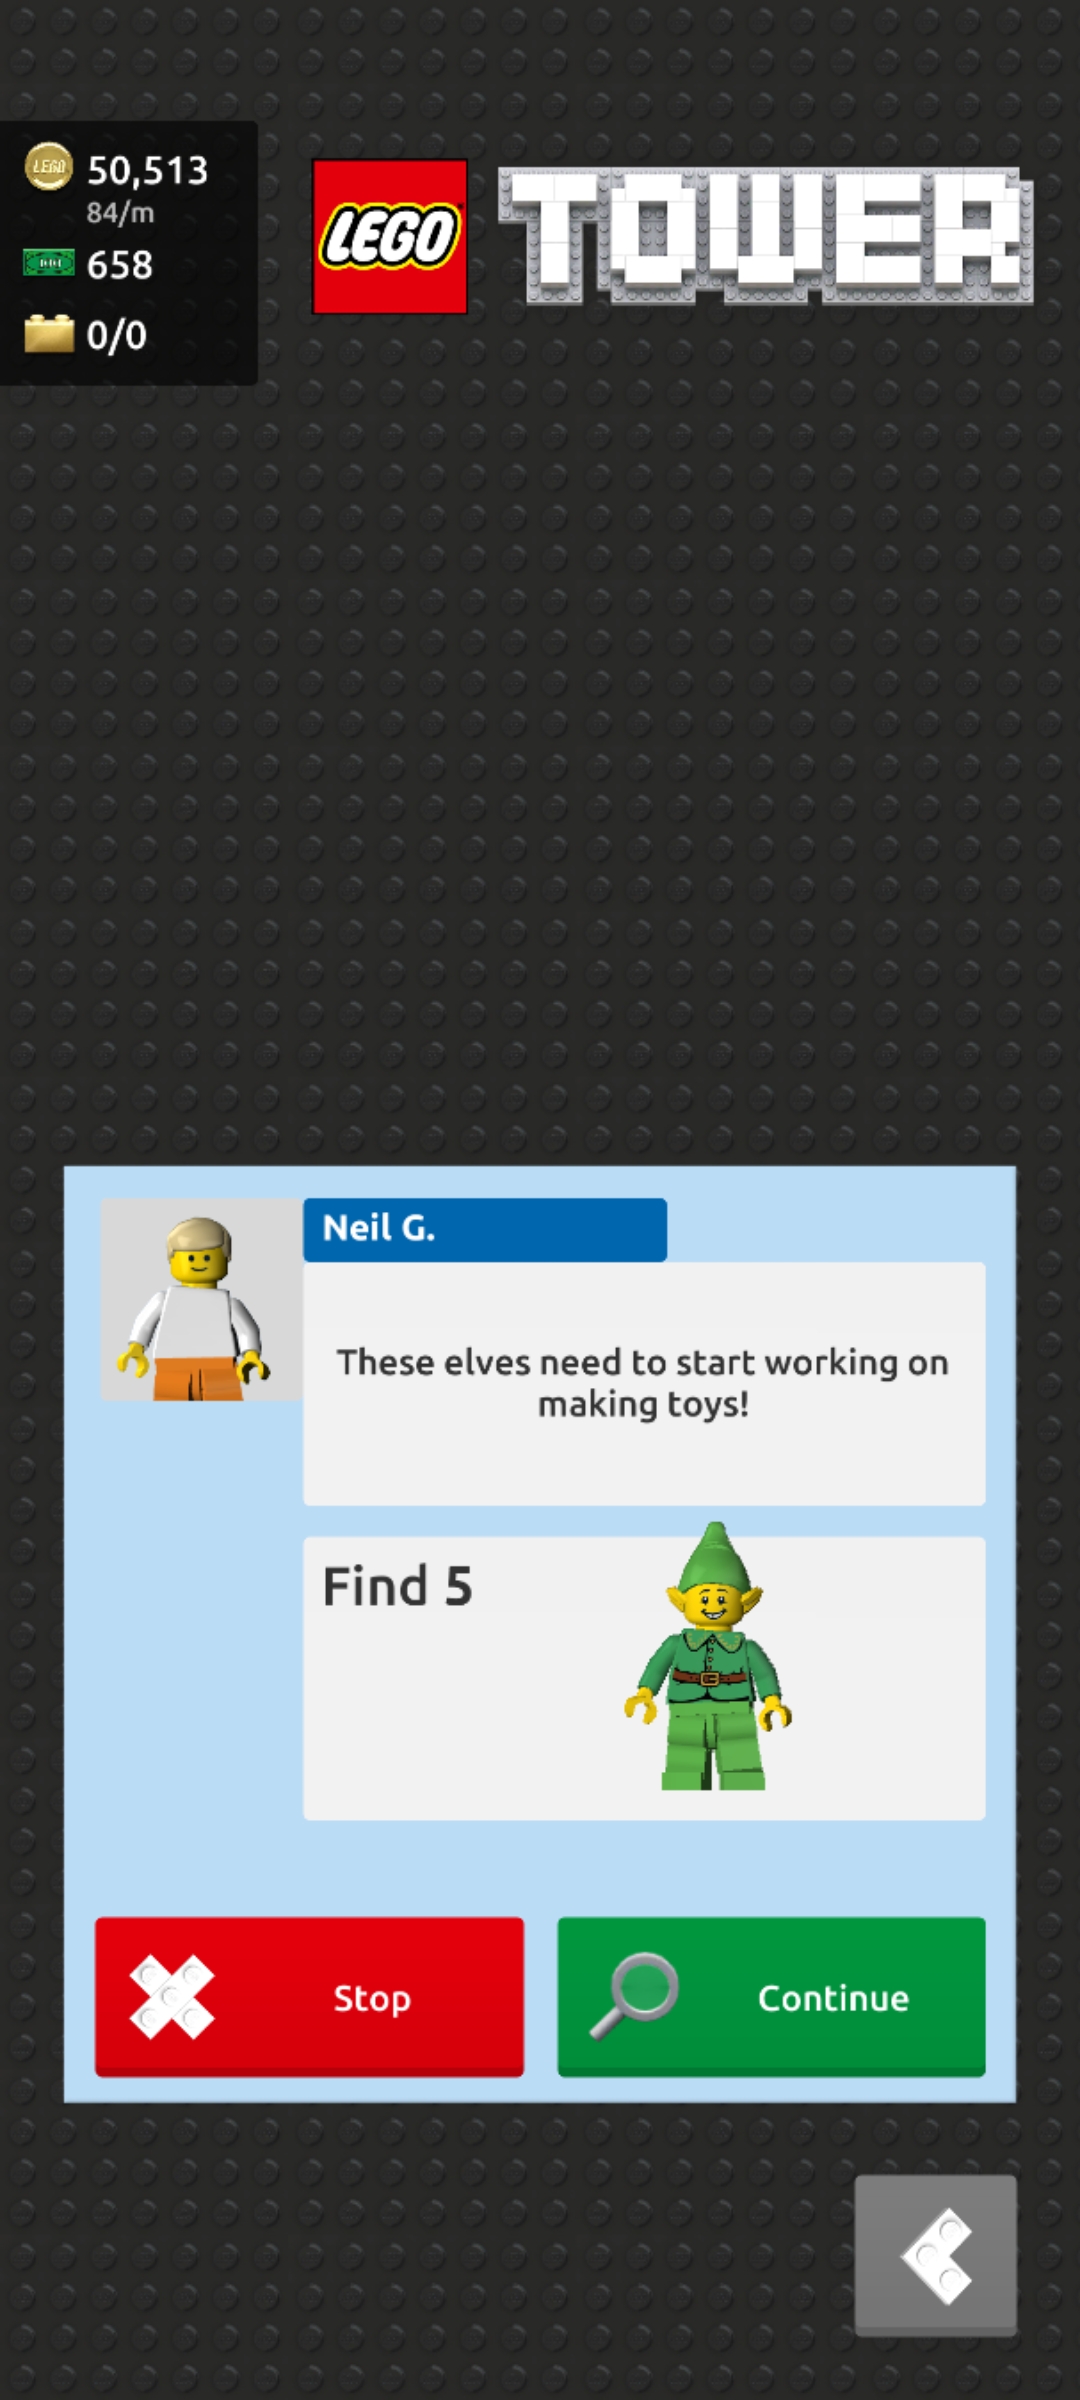 50,513
84/m
658
0/0
LEGO TOWER
Neil G.
These elves need to start working on
making toys!
Find 5
Stop
Continue